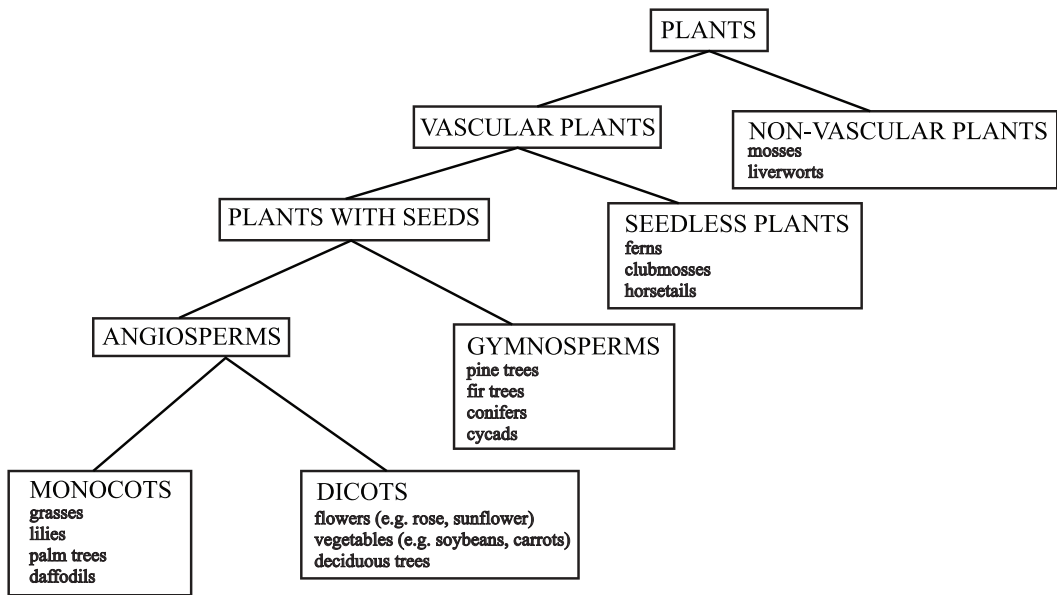 PLANTS
VASCULAR PLANTS
NON-VASCULAR PLANTS
mosses
liverworts
PLANTS WITH SEEDS
SEEDLESS PLANTS
ferns
clubmosses
horsetails
ANGIOSPERMS
GYMNOSPERMS
pine trees
fir trees
conifers
cycads
MONOCOTS
grasses
lilies
palm trees
daffodils
DICOTS
flowers (e.g. rose, sunflower)
vegetables (e.g. soybeans, carrots)
deciduous trees